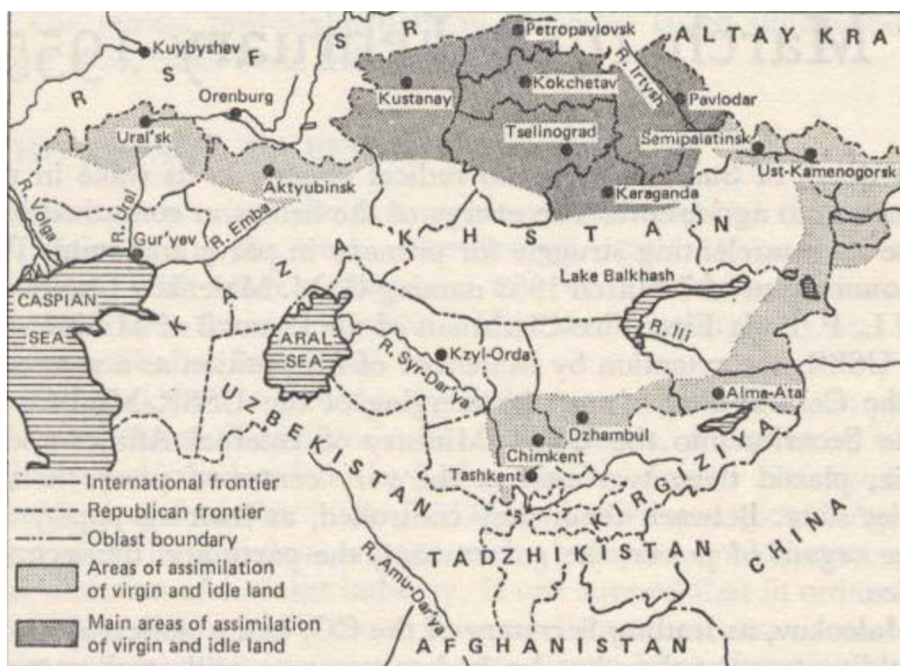 Petropavlovsk
ALTAY KRA
Kuybyshev
R S F S R
R. Irtysh
Kustanay
Kokchetav
Pavlodar
Orenburg
Ural'sk
Tselinograd
Semipalatinsk
Ust-Kamenogorsk
Aktyubinsk
Karaganda
R. Volga
R. Ural
R. Emba
Gur'yev
KAZAKHSTAN
Lake Balkhash
CASPIAN
SEA
ARAL
SEA
R. Ili
R. Syr-Dar'ya
Kzyl-Orda
Alma-Ata
UZBEKISTAN
Dzhambul
Chimkent
Tashkent
KIRGIZIYA
CHINA
TADZHIKISTAN
R. Amu-Dar'ya
AFGHANISTAN
International frontier
Republican frontier
Oblast boundary
Areas of assimilation
of virgin and idle land
Main areas of assimilation
of virgin and idle land